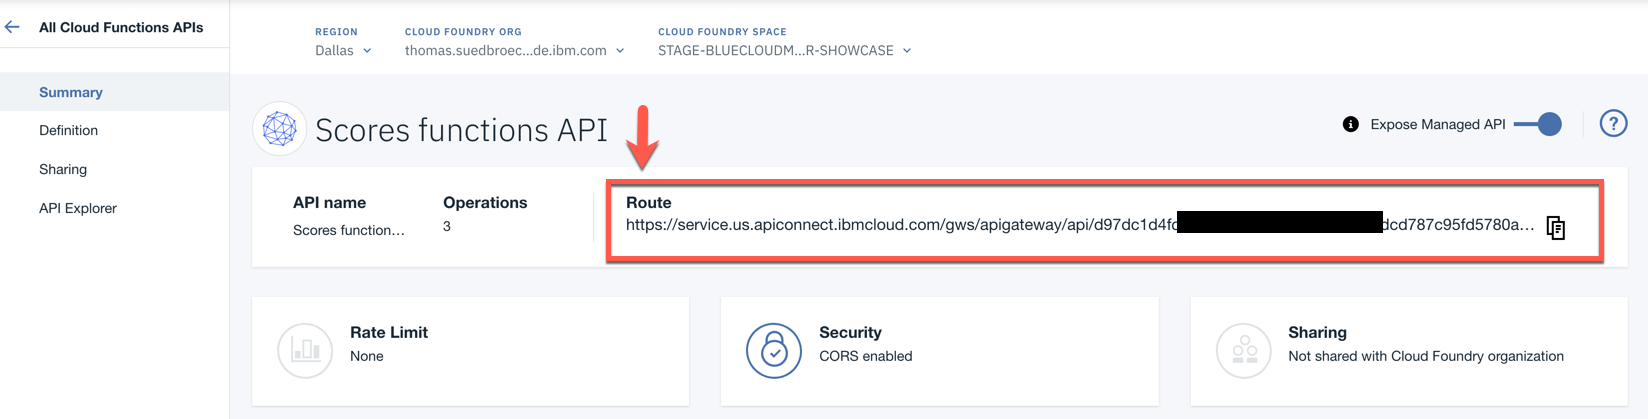 All Cloud Functions APIs
Summary
Definition
Sharing
API Explorer
REGION
Dallas
CLOUD FOUNDRY ORG
thomas.suedbroec...de.ibm.com
CLOUD FOUNDRY SPACE
STAGE-BLUECLOUDM...R-SHOWCASE
Scores functions API
Expose Managed API
?
API name
Scores function...
Operations
3
Route
https://service.us.apiconnect.ibmcloud.com/gws/apigateway/api/d97dc1d4fc dcd787c95fd5780a...
Rate Limit
None
Security
CORS enabled
Sharing
Not shared with Cloud Foundry organization